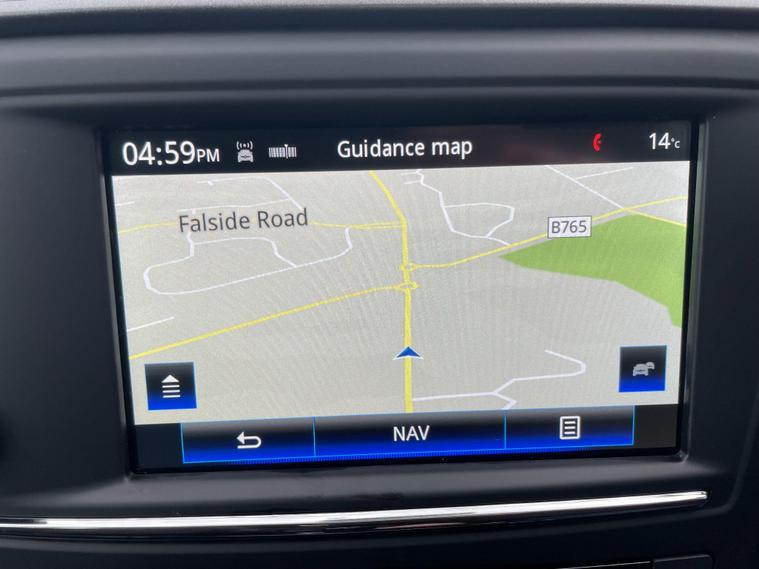 04:59PM
Guidance map
14°c
Falside Road
B765
NAV